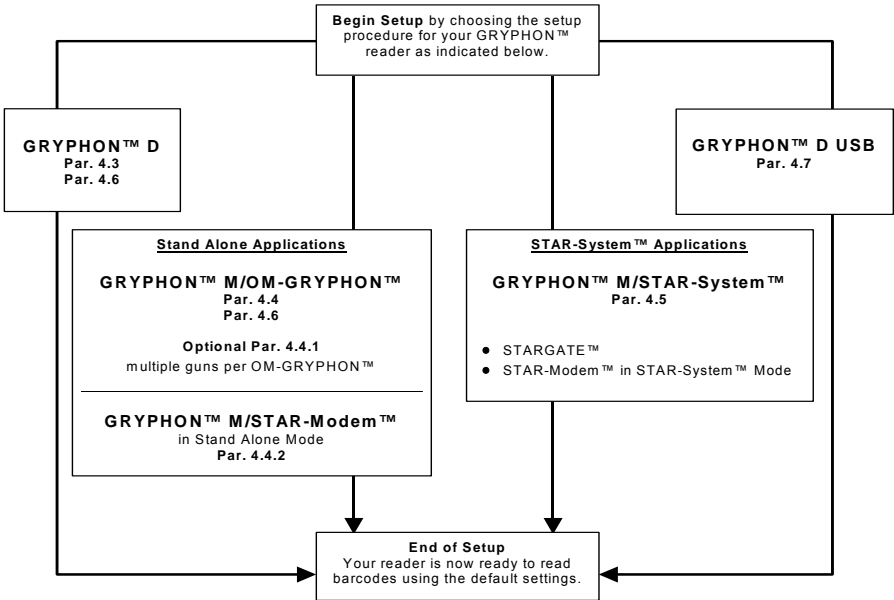 Begin Setup by choosing the setup
procedure for your GRYPHON™
reader as indicated below.
GRYPHON™ D
Par. 4.3
Par. 4.6
GRYPHON™ D USB
Par. 4.7
Stand Alone Applications
GRYPHON™ M/OM-GRYPHON™
Par. 4.4
Par. 4.6
Optional Par. 4.4.1
multiple guns per OM-GRYPHON™
GRYPHON™ M/STAR-Modem™
in Stand Alone Mode
Par. 4.4.2
STAR-System™ Applications
GRYPHON™ M/STAR-System™
Par. 4.5
● STARGATE™
● STAR-Modem™ in STAR-System™ Mode
End of Setup
Your reader is now ready to read
barcodes using the default settings.